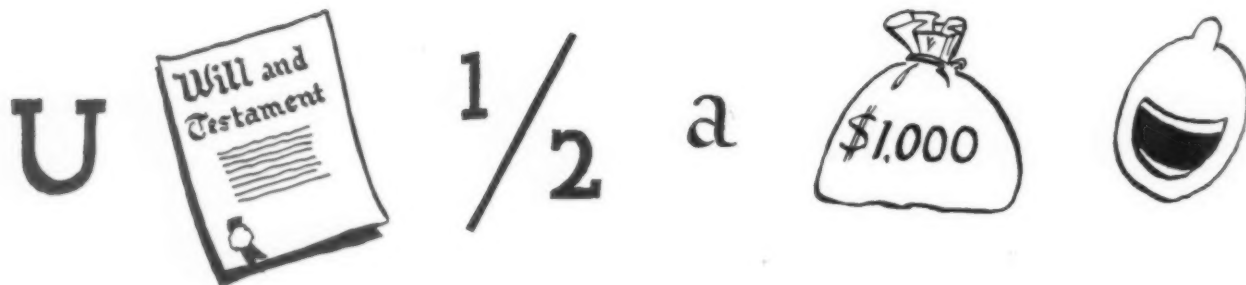 U
Will and
Testament
1/2
a
$1,000